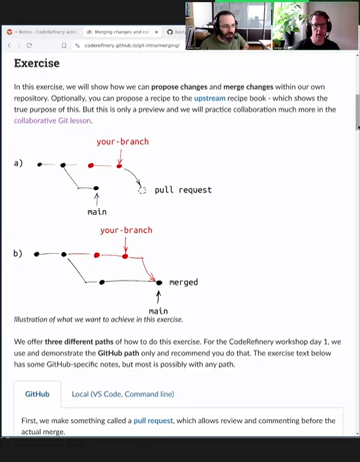 Notes - CodeRefinery work
Merging changes and con
coderefinery.github.io/git-intro/merging/
Exercise
In this exercise, we will show how we can propose changes and merge changes within our own
repository. Optionally, you can propose a recipe to the upstream recipe book - which shows the
true purpose of this. But this is only a preview and we will practice collaboration much more in the
collaborative Git lesson.
your-branch
a)
pull request
main
your-branch
b)
merged
main
Illustration of what we want to achieve in this exercise.
We offer three different paths of how to do this exercise. For the CodeRefinery workshop day 1, we
use and demonstrate the GitHub path only and recommend you do that. The exercise text below
has some GitHub-specific notes, but most is possibly with any path.
GitHub
Local (VS Code, Command line)
First, we make something called a pull request, which allows review and commenting before the
actual merge.